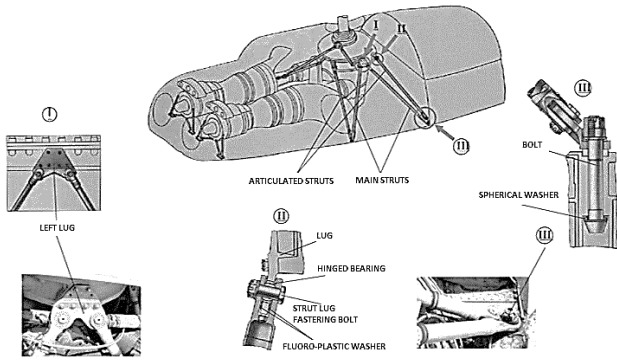 I
II
III
III
BOLT
ARTICULATED STRUTS
MAIN STRUTS
SPHERICAL WASHER
I
LEFT LUG
II
LUG
HINGED BEARING
STRUT LUG
FASTERING BOLT
FLUORO-PLASTIC WASHER
III